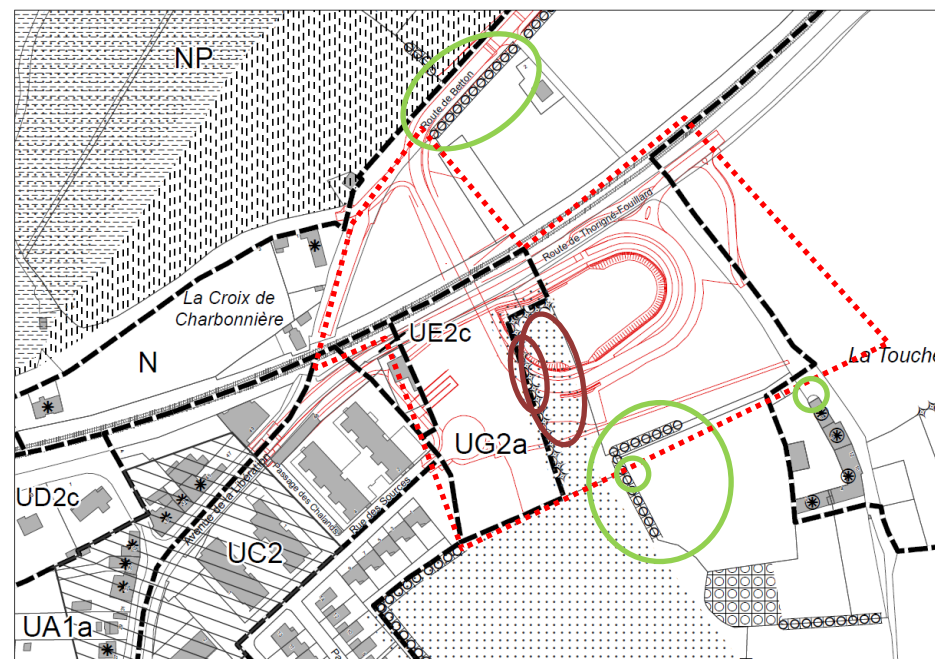 NP
Route de Betton
Route de Thorigné-Fouillard
La Croix de
Charbonnière
UE2c
N
La Touche
UG2a
Avenue de la Libération
Passage des Chalands
Rue des Sources
UD2c
UC2
UA1a